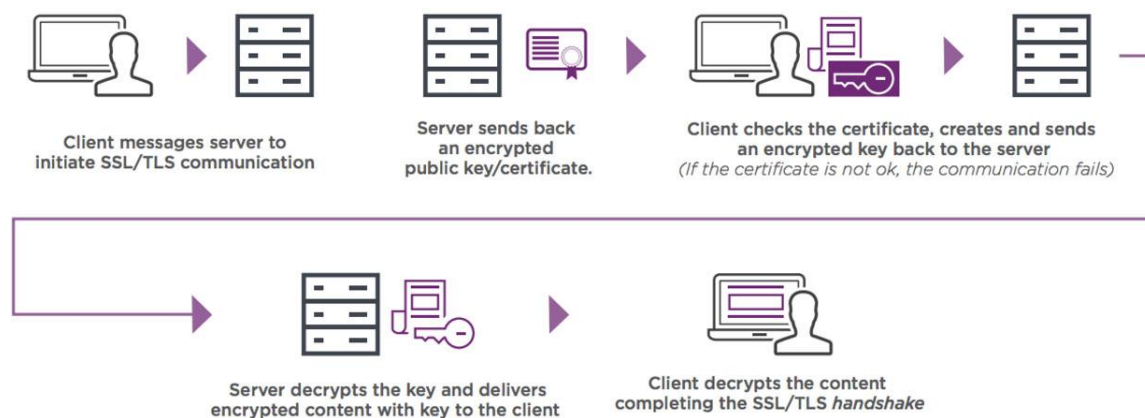 Client messages server to
initiate SSL/TLS communication
Server sends back
an encrypted
public key/certificate.
Client checks the certificate, creates and sends
an encrypted key back to the server
(If the certificate is not ok, the communication fails)
Server decrypts the key and delivers
encrypted content with key to the client
Client decrypts the content
completing the SSL/TLS handshake